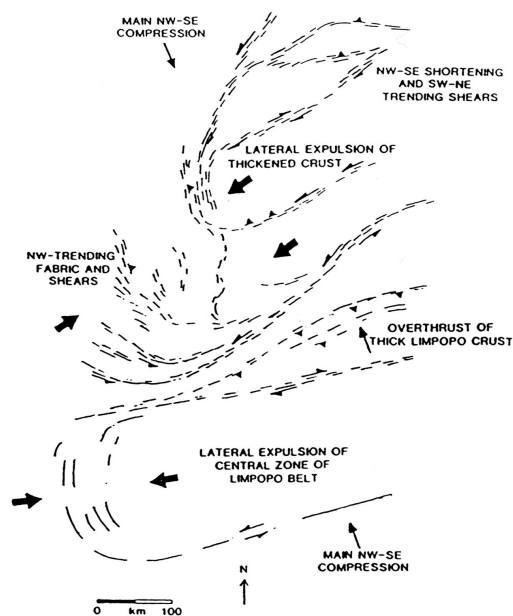 MAIN NW-SE
COMPRESSION
NW-SE SHORTENING
AND SW-NE
TRENDING SHEARS
LATERAL EXPULSION OF
THICKENED CRUST
NW-TRENDING
FABRIC AND
SHEARS
OVERTHRUST OF
THICK LIMPOPO CRUST
LATERAL EXPULSION OF
CENTRAL ZONE OF
LIMPOPO BELT
MAIN NW-SE
COMPRESSION
N
0 km 100